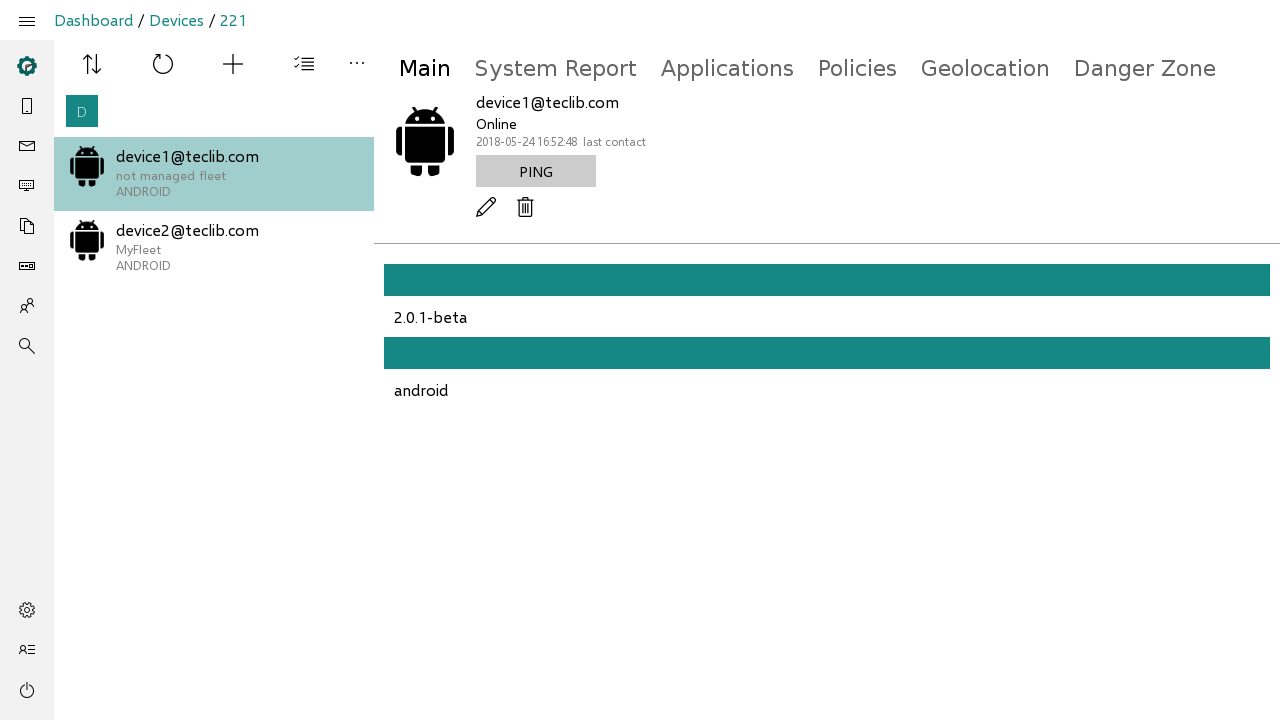 Dashboard / Devices / 221
Main System Report Applications Policies Geolocation Danger Zone
D
device1@teclib.com
not managed fleet
ANDROID
device2@teclib.com
MyFleet
ANDROID
device1@teclib.com
Online
2018-05-24 16:52:48 last contact
PING
2.0.1-beta
android